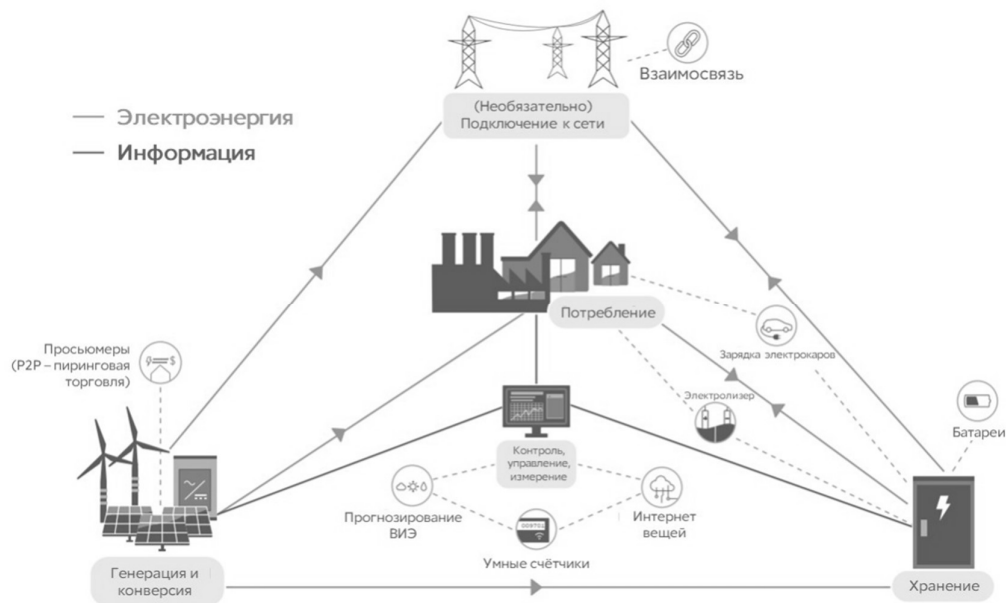 Взаимосвязь
(Необязательно)
Подключение к сети
Электроэнергия
Информация
Потребление
Просьюмеры
(P2P – пиринговая
торговля)
$
Зарядка электрокаров
Электролизер
Батареи
Контроль,
управление,
измерение
Прогнозирование
ВИЭ
Интернет
вещей
Умные счётчики
Генерация и
конверсия
Хранение